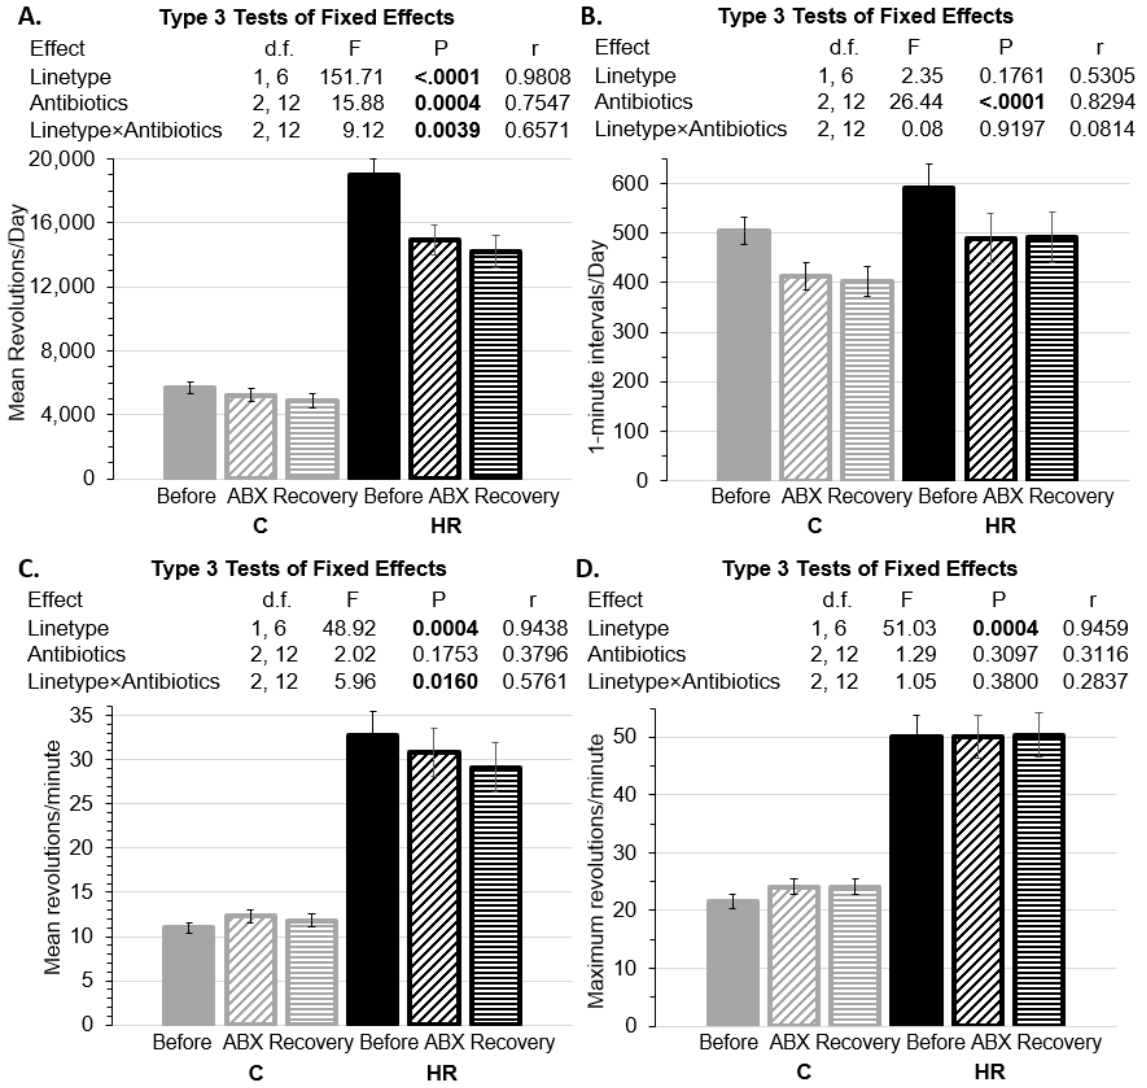 A.
Type 3 Tests of Fixed Effects
Effect d.f. F P r
Linetype 1, 6 151.71 <.0001 0.9808
Antibiotics 2, 12 15.88 0.0004 0.7547
Linetype×Antibiotics 2, 12 9.12 0.0039 0.6571
Mean Revolutions/Day
20,000
16,000
12,000
8,000
4,000
0
Before ABX Recovery Before ABX Recovery
C HR
B.
Type 3 Tests of Fixed Effects
Effect d.f. F P r
Linetype 1, 6 2.35 0.1761 0.5305
Antibiotics 2, 12 26.44 <.0001 0.8294
Linetype×Antibiotics 2, 12 0.08 0.9197 0.0814
1-minute intervals/Day
600
500
400
300
200
100
0
Before ABX Recovery Before ABX Recovery
C HR
C.
Type 3 Tests of Fixed Effects
Effect d.f. F P r
Linetype 1, 6 48.92 0.0004 0.9438
Antibiotics 2, 12 2.02 0.1753 0.3796
Linetype×Antibiotics 2, 12 5.96 0.0160 0.5761
Mean revolutions/minute
35
30
25
20
15
10
5
0
Before ABX Recovery Before ABX Recovery
C HR
D.
Type 3 Tests of Fixed Effects
Effect d.f. F P r
Linetype 1, 6 51.03 0.0004 0.9459
Antibiotics 2, 12 1.29 0.3097 0.3116
Linetype×Antibiotics 2, 12 1.05 0.3800 0.2837
Maximum revolutions/minute
50
40
30
20
10
0
Before ABX Recovery Before ABX Recovery
C HR